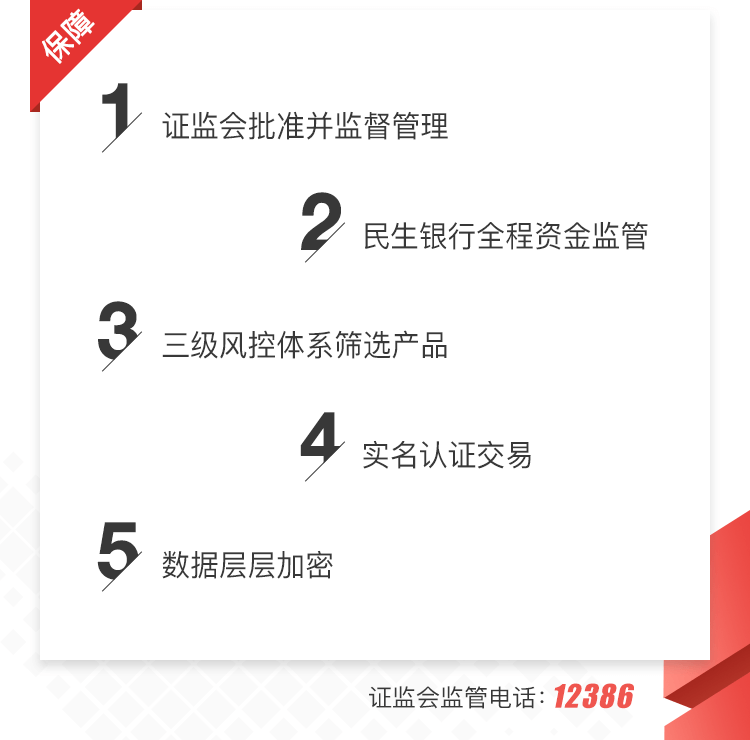 保障
1 证监会批准并监督管理
2 民生银行全程资金监管
3 三级风控体系筛选产品
4 实名认证交易
5 数据层层加密
证监会监管电话：12386